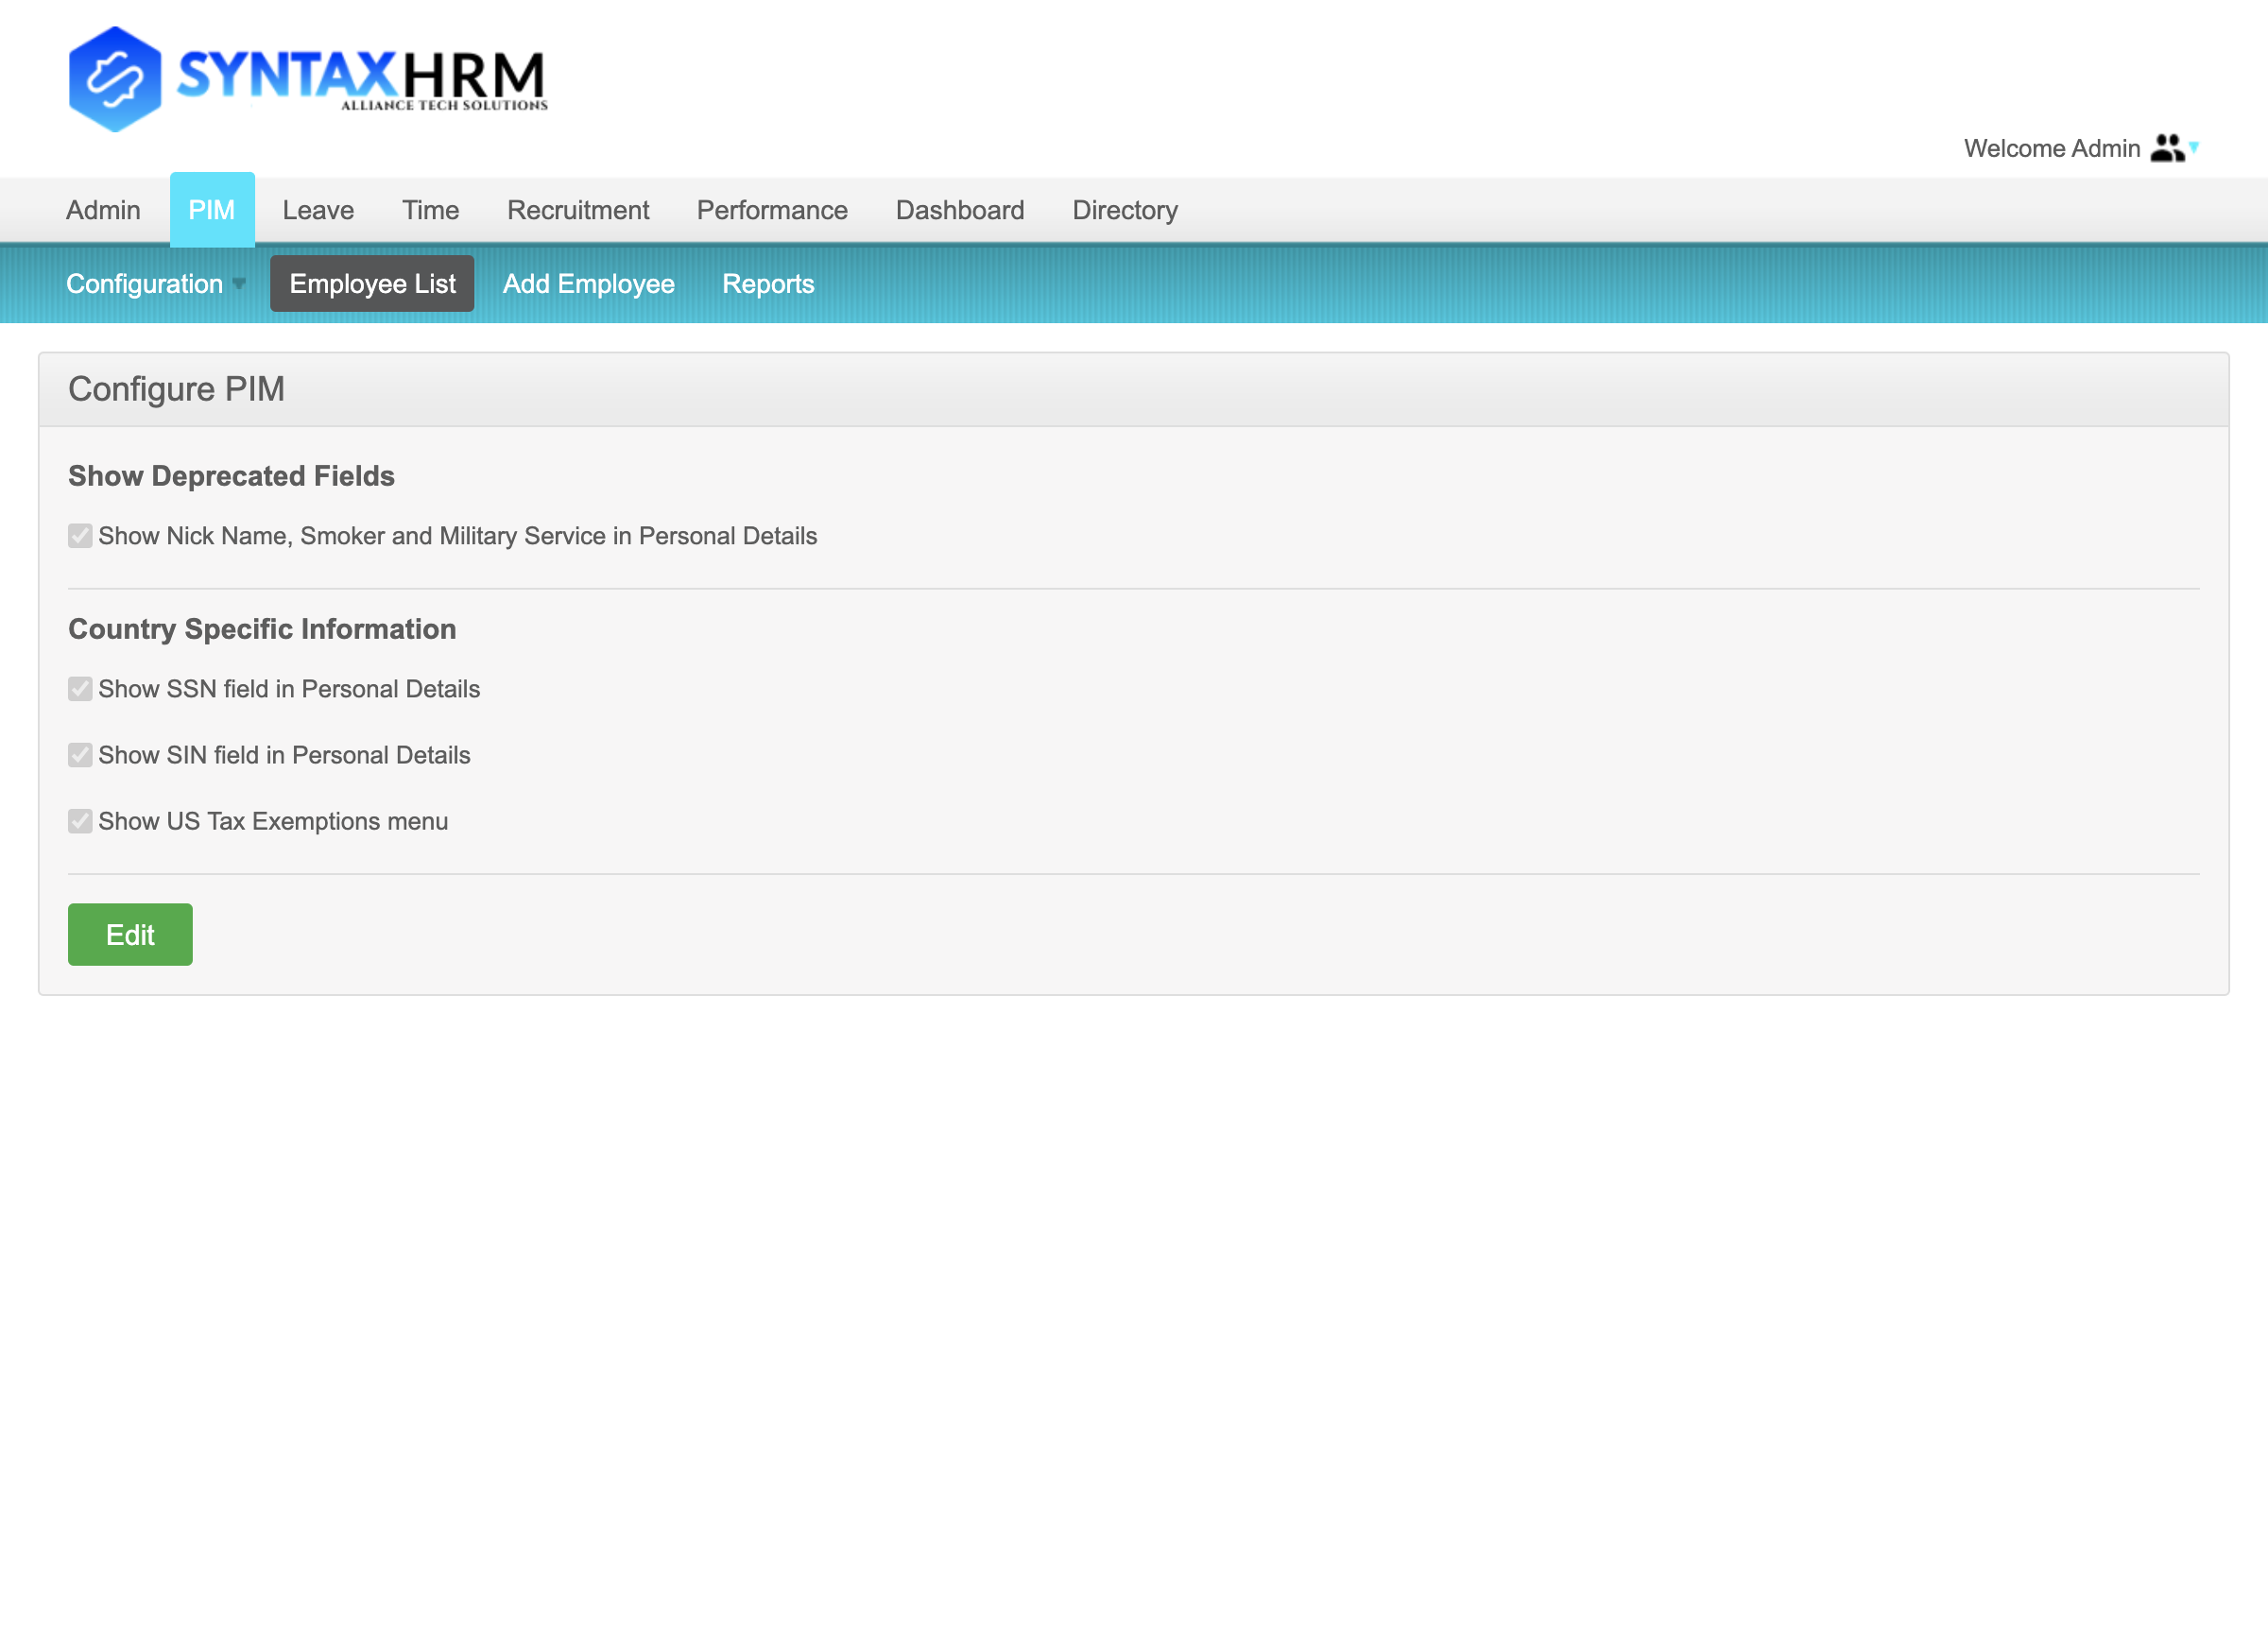 SYNTAXHRM
ALLIANCE TECH SOLUTIONS
Welcome Admin
Admin PIM Leave Time Recruitment Performance Dashboard Directory
Configuration Employee List Add Employee Reports
Configure PIM
Show Deprecated Fields
Show Nick Name, Smoker and Military Service in Personal Details
Country Specific Information
Show SSN field in Personal Details
Show SIN field in Personal Details
Show US Tax Exemptions menu
Edit